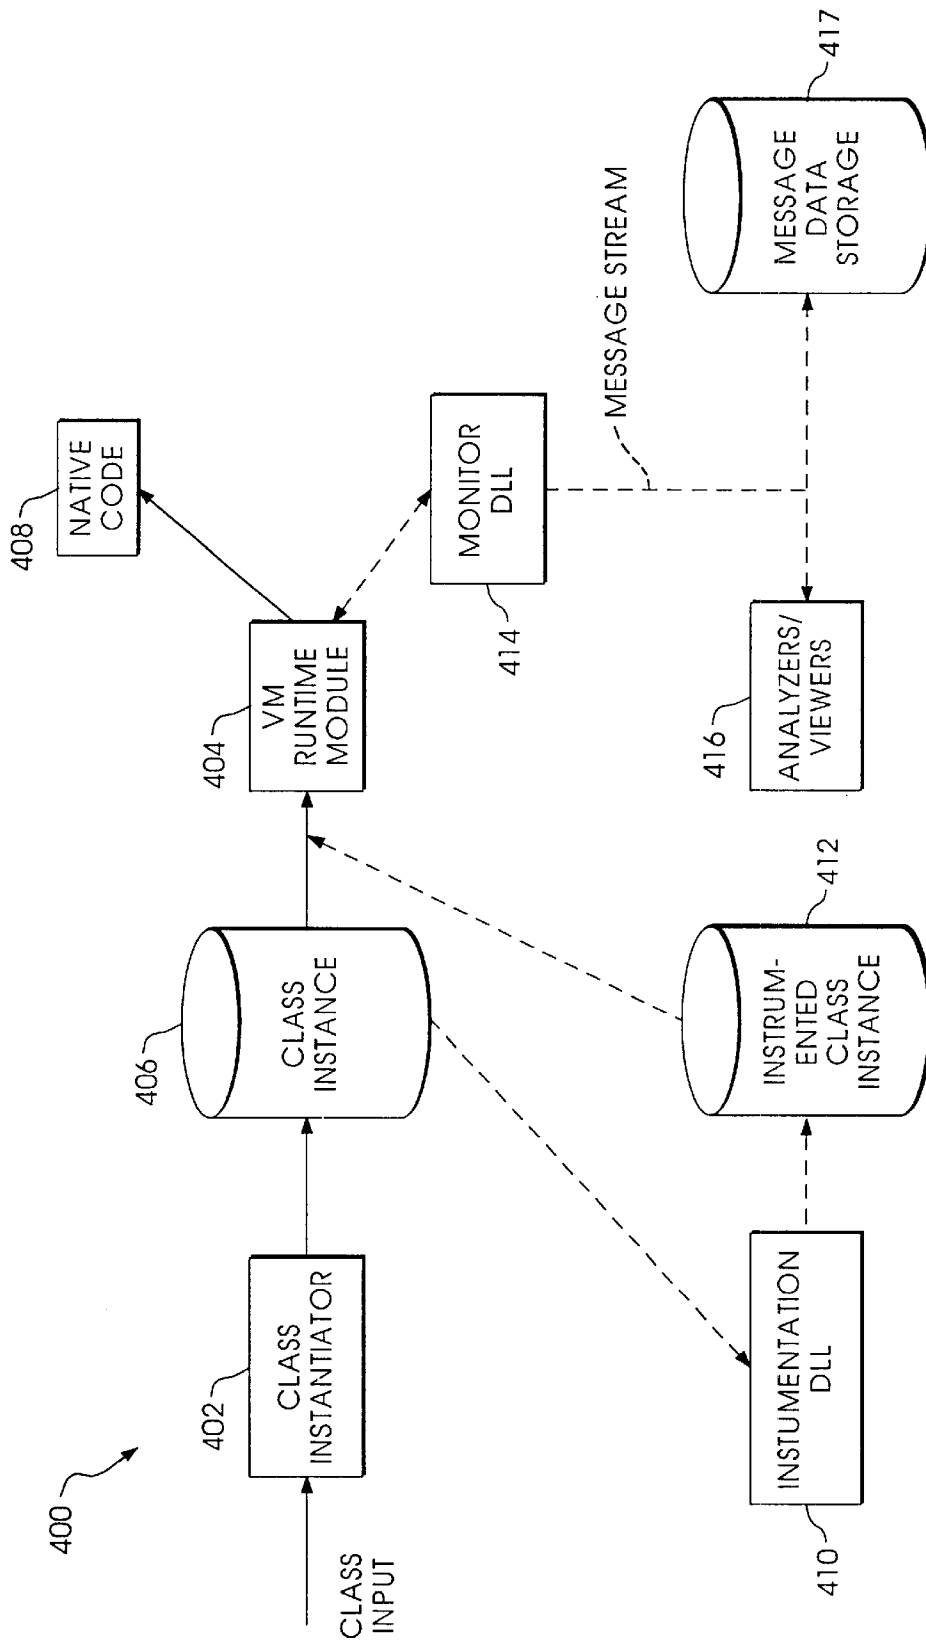 400
CLASS
INPUT
402
CLASS
INSTANTIATOR
406
CLASS
INSTANCE
404
VM
RUNTIME
MODULE
408
NATIVE
CODE
414
MONITOR
DLL
MESSAGE STREAM
410
INSTUMENTATION
DLL
412
INSTRUM-
ENTED
CLASS
INSTANCE
416
ANALYZERS/
VIEWERS
417
MESSAGE
DATA
STORAGE